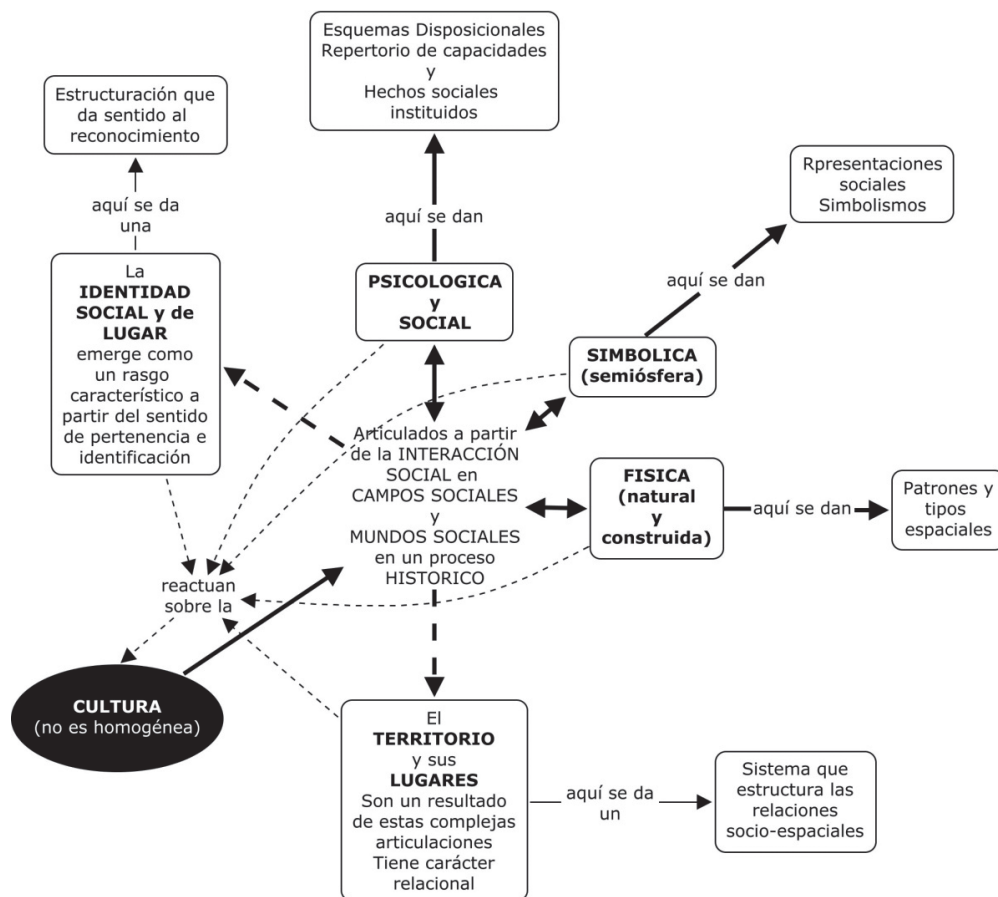 Esquemas Disposicionales
Repertorio de capacidades
y
Hechos sociales
instituidos
Estructuración que
da sentido al
reconocimiento
Rpresentaciones
sociales
Simbolismos
aquí se da
una
aquí se dan
aquí se dan
La
IDENTIDAD
SOCIAL y de
LUGAR
emerge como
un rasgo
característico a
partir del sentido
de pertenencia e
identificación
PSICOLOGICA
y
SOCIAL
SIMBOLICA
(semiósfera)
Articulados a partir
de la INTERACCIÓN
SOCIAL en
CAMPOS SOCIALES
y
MUNDOS SOCIALES
en un proceso
HISTORICO
FISICA
(natural
y
construida)
aquí se dan
Patrones y
tipos
espaciales
reactuan
sobre la
CULTURA
(no es homogénea)
El
TERRITORIO
y sus
LUGARES
Son un resultado
de estas complejas
articulaciones
Tiene carácter
relacional
aquí se da
un
Sistema que
estructura las
relaciones
socio-espaciales